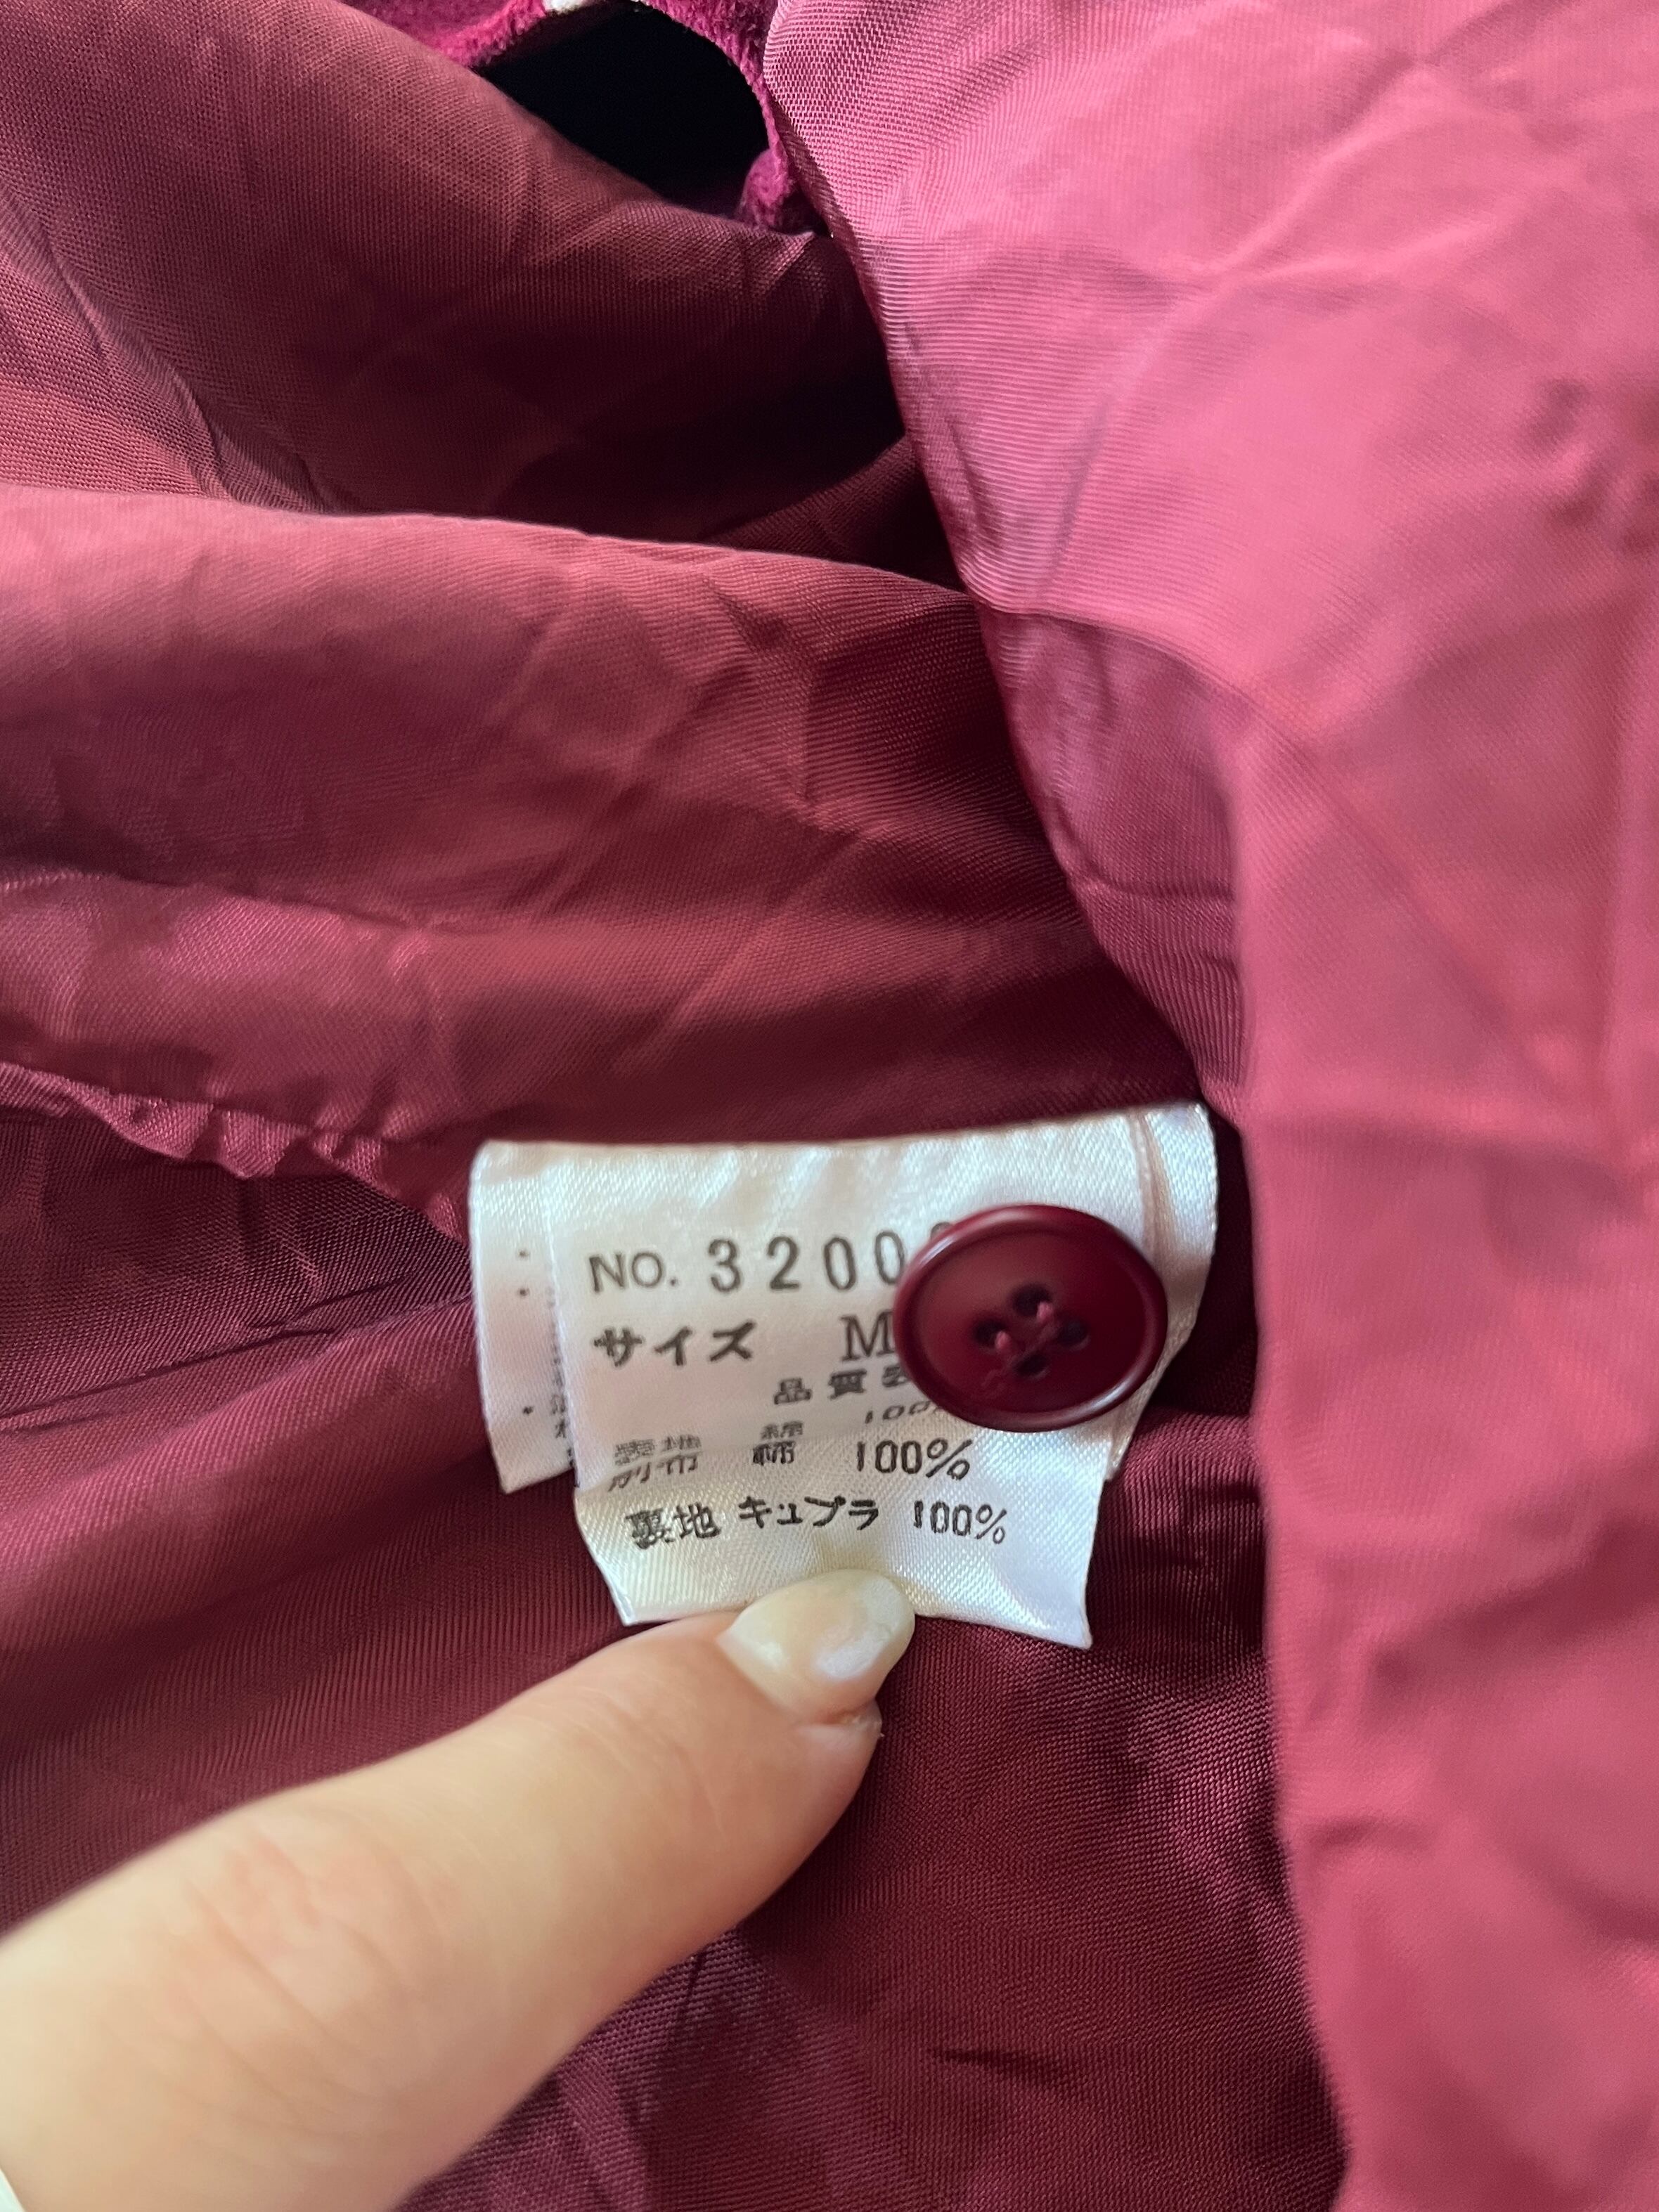 NO. 3200
サイズ M
品質
表地 綿 100%
別布 綿 100%
裏地 キュプラ 100%